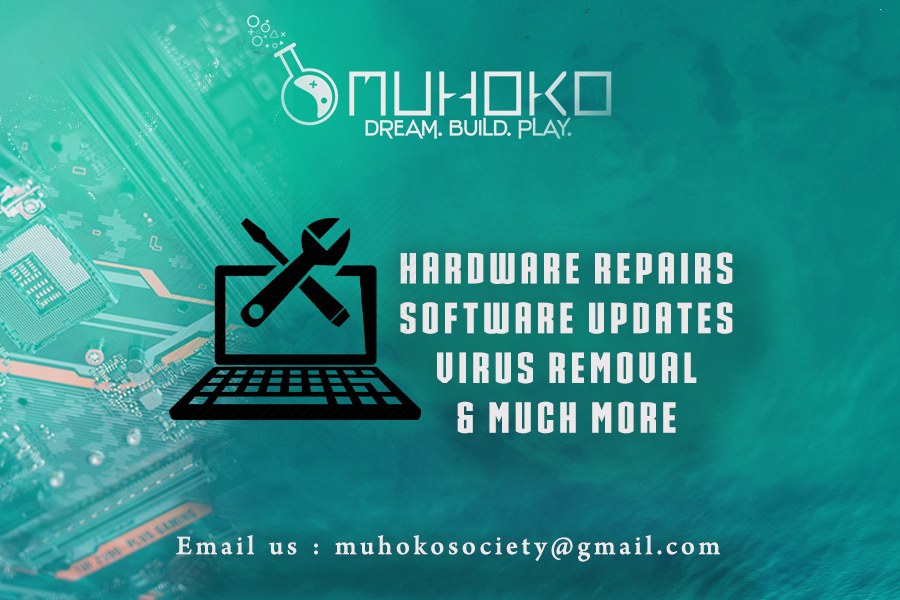 MUHOKO
DREAM. BUILD. PLAY.
HARDWARE REPAIRS
SOFTWARE UPDATES
VIRUS REMOVAL
& MUCH MORE
Email us : muhokosociety@gmail.com